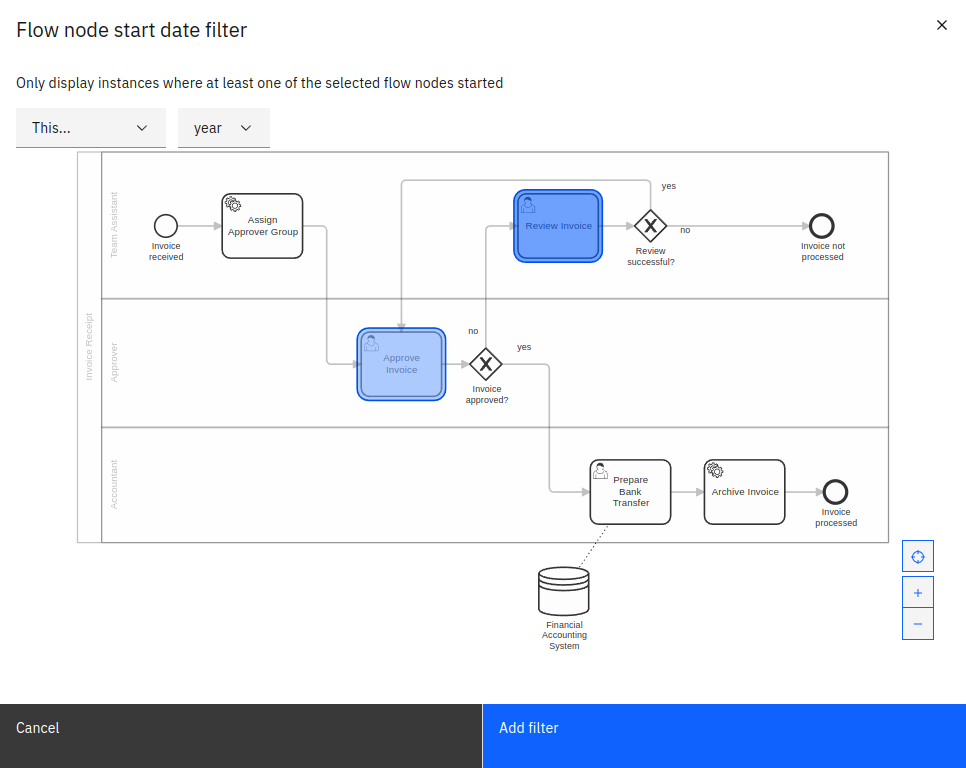 Flow node start date filter
Only display instances where at least one of the selected flow nodes started
This...
year
Invoice Receipt
Team Assistant
Invoice
received
Assign
Approver Group
Review Invoice
yes
no
Review
successful?
Invoice not
processed
Approver
Approve
Invoice
no
yes
Invoice
approved?
Accountant
Prepare
Bank
Transfer
Archive Invoice
Invoice
processed
Financial
Accounting
System
Cancel
Add filter